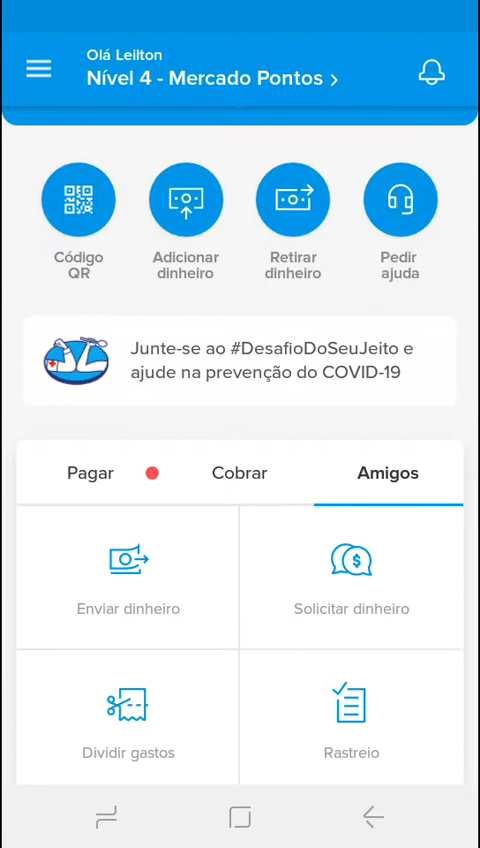 Olá Leilton
Nível 4 - Mercado Pontos
Código
QR
Adicionar
dinheiro
Retirar
dinheiro
Pedir
ajuda
Junte-se ao #DesafioDoSeuJeito e
ajude na prevenção do COVID-19
Pagar
Cobrar
Amigos
Enviar dinheiro
Solicitar dinheiro
Dividir gastos
Rastreio